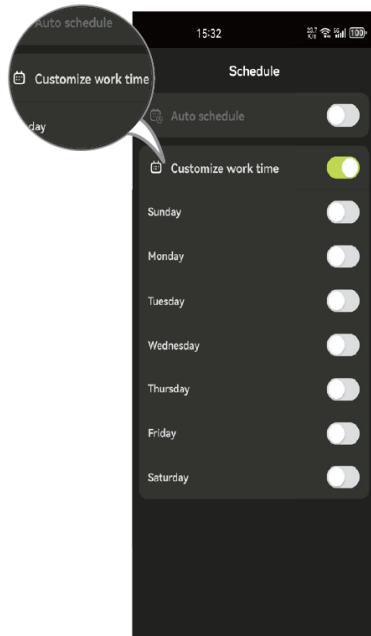 Auto schedule
Customize work time
day
15:32
100
Schedule
Auto schedule
Customize work time
Sunday
Monday
Tuesday
Wednesday
Thursday
Friday
Saturday